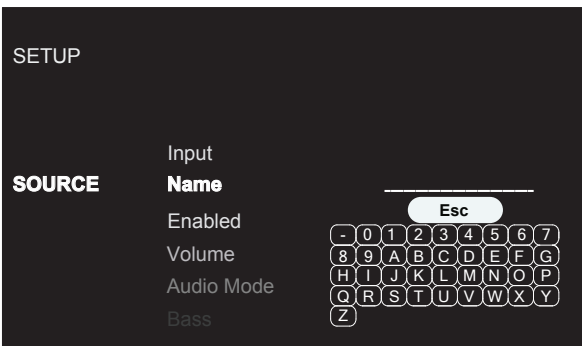 SETUP
Input
SOURCE Name ____________
Esc
Enabled
- 0 1 2 3 4 5 6 7
Volume
8 9 A B C D E F G
H I J K L M N O P
Audio Mode
Q R S T U V W X Y
Bass
Z